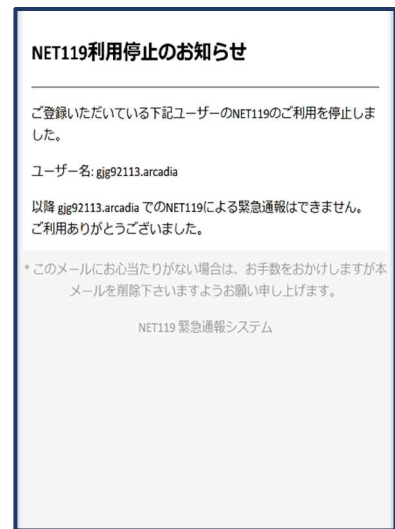 NET119利用停止のお知らせ
ご登録いただいている下記ユーザーのNET119のご利用を停止しま
した。
ユーザー名: gjg92113.arcadia
以降 gjg92113.arcadia でのNET119による緊急通報はできません。
ご利用ありがとうございました。
* このメールにお心当たりがない場合は、お手数をおかけしますが本
メールを削除下さいますようお願い申し上げます。
NET119 緊急通報システム